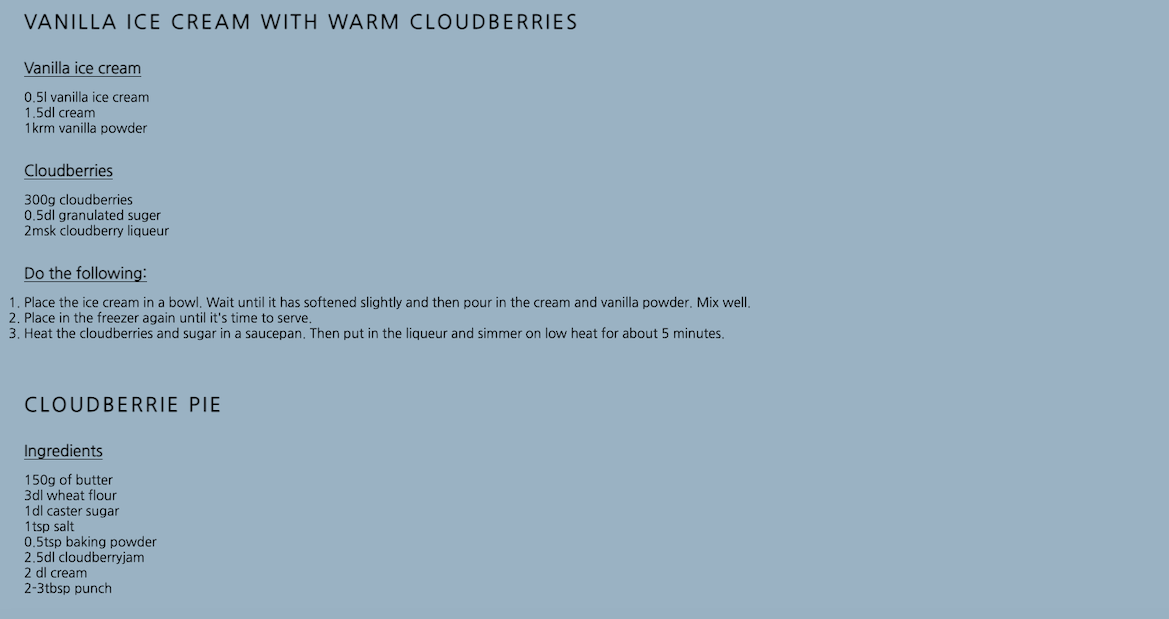 VANILLA ICE CREAM WITH WARM CLOUDBERRIES
Vanilla ice cream
0.5l vanilla ice cream
1.5dl cream
1krm vanilla powder
Cloudberries
300g cloudberries
0.5dl granulated suger
2msk cloudberry liqueur
Do the following:
1. Place the ice cream in a bowl. Wait until it has softened slightly and then pour in the cream and vanilla powder. Mix well.
2. Place in the freezer again until it's time to serve.
3. Heat the cloudberries and sugar in a saucepan. Then put in the liqueur and simmer on low heat for about 5 minutes.
CLOUDBERRIE PIE
Ingredients
150g of butter
3dl wheat flour
1dl caster sugar
1tsp salt
0.5tsp baking powder
2.5dl cloudberryjam
2 dl cream
2-3tbsp punch